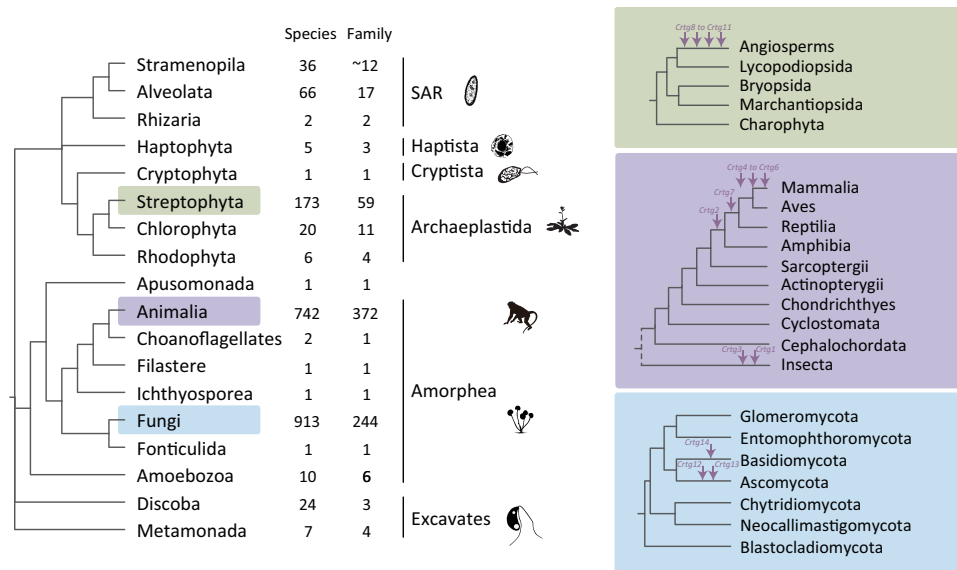 Species Family
Stramenopila 36 ~12
Alveolata 66 17
SAR
Rhizaria 2 2
Haptophyta 5 3 Haptista
Cryptophyta 1 1 Cryptista
Streptophyta 173 59
Chlorophyta 20 11 Archaeplastida
Rhodophyta 6 4
Apusomonada 1 1
Animalia 742 372
Choanoflagellates 2 1
Filastere 1 1
Ichthyosporea 1 1
Amorphea
Fungi 913 244
Fonticulida 1 1
Amoebozoa 10 6
Discoba 24 3
Excavates
Metamonada 7 4
Crtg8 to Crtg11
Angiosperms
Lycopodiopsida
Bryopsida
Marchantiopsida
Charophyta
Crtg4 to Crtg6
Mammalia
Crtg7
Aves
Crtg2
Reptilia
Amphibia
Sarcoptergii
Actinopterygii
Chondrichthyes
Cyclostomata
Cephalochordata
Crtg3 Crtg1
Insecta
Glomeromycota
Entomophthoromycota
Crtg14
Basidiomycota
Crtg12 Crtg13
Ascomycota
Chytridiomycota
Neocallimastigomycota
Blastocladiomycota